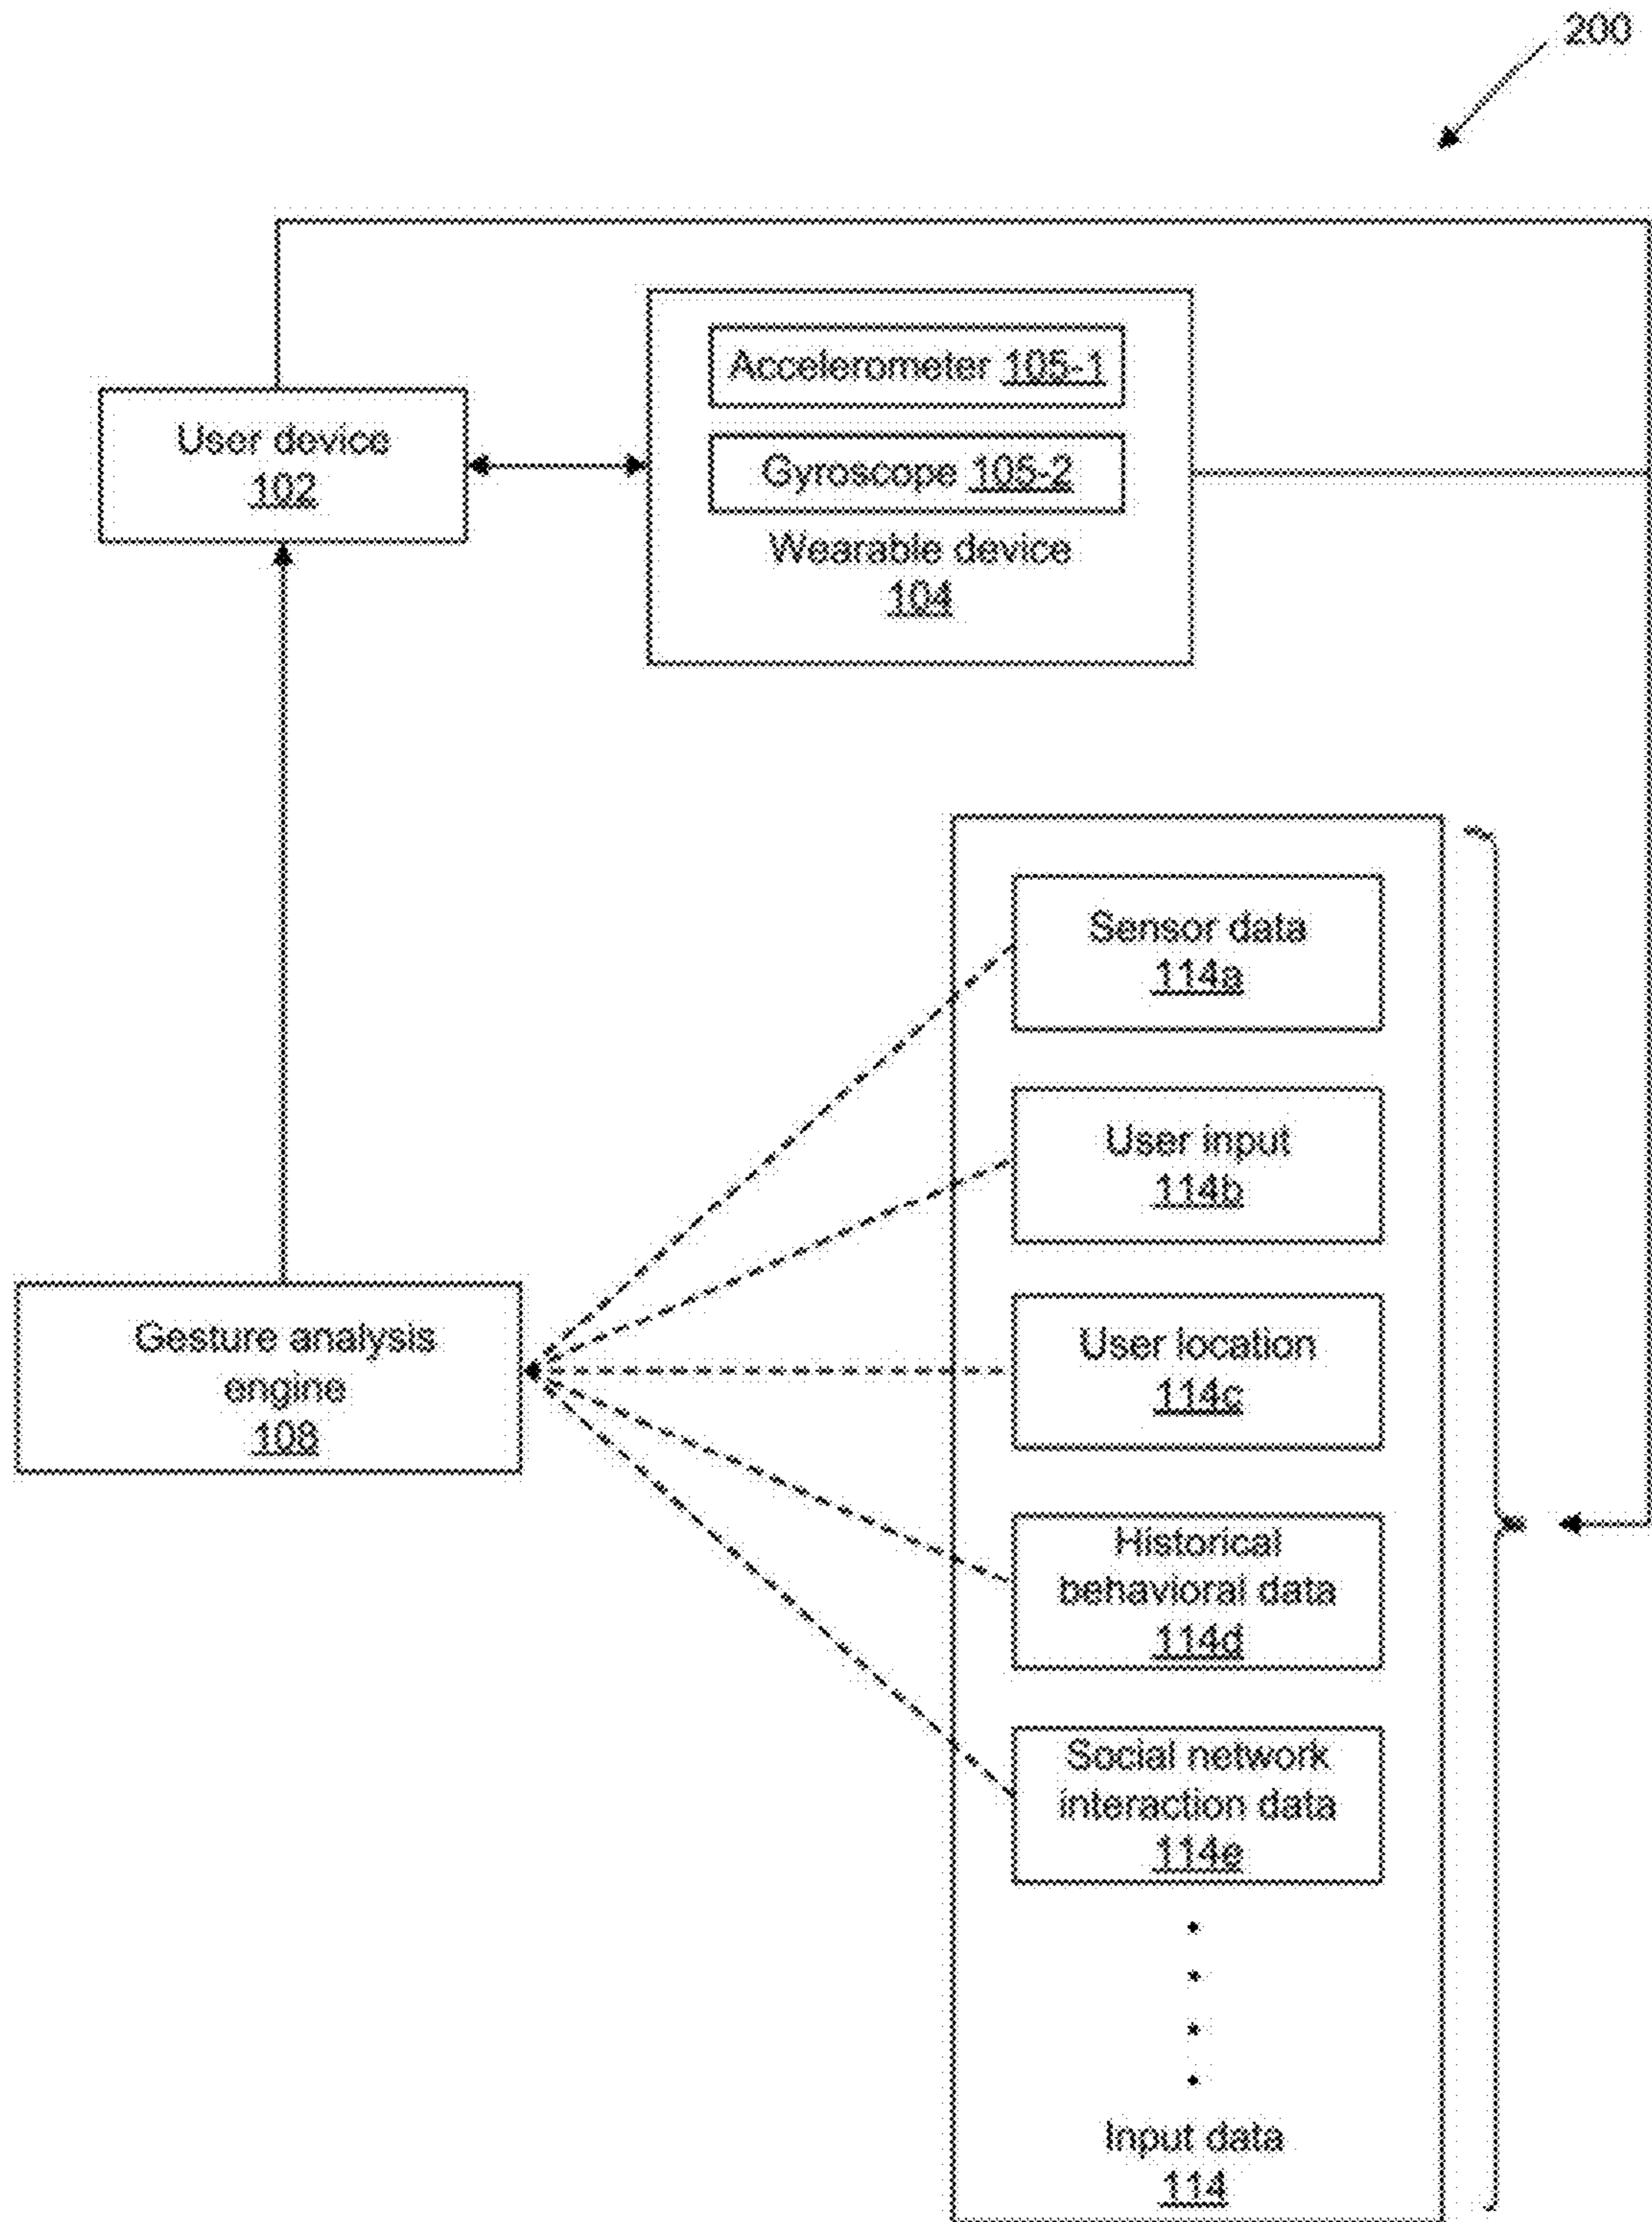 200
Accelerometer 105-1
User device
102
Gyroscope 105-2
Wearable device
104
Sensor data
114a
User input
114b
Gesture analysis
engine
108
User location
114c
Historical
behavioral data
114d
Social network
interaction data
114e
Input data
114